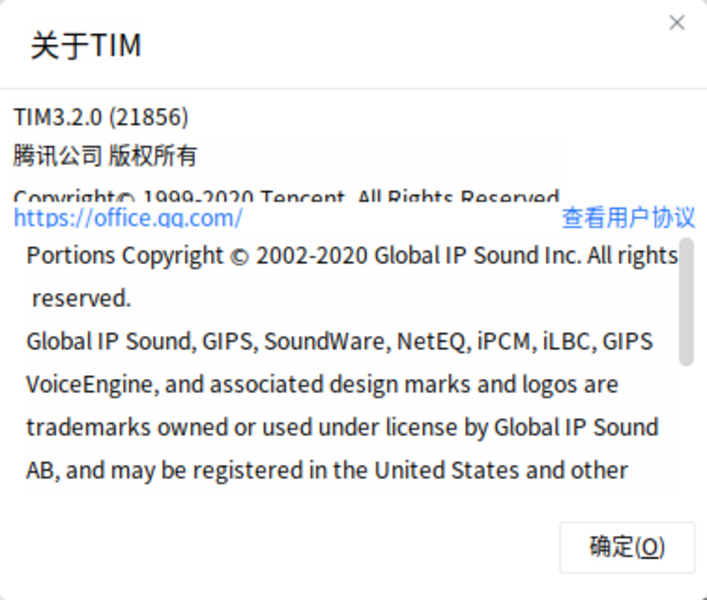 关于TIM
TIM3.2.0 (21856)
腾讯公司 版权所有
Copyright© 1999-2020 Tencent. All Rights Reserved
https://office.qq.com/ 查看用户协议
Portions Copyright © 2002-2020 Global IP Sound Inc. All rights
reserved.
Global IP Sound, GIPS, SoundWare, NetEQ, iPCM, iLBC, GIPS
VoiceEngine, and associated design marks and logos are
trademarks owned or used under license by Global IP Sound
AB, and may be registered in the United States and other
确定(O)